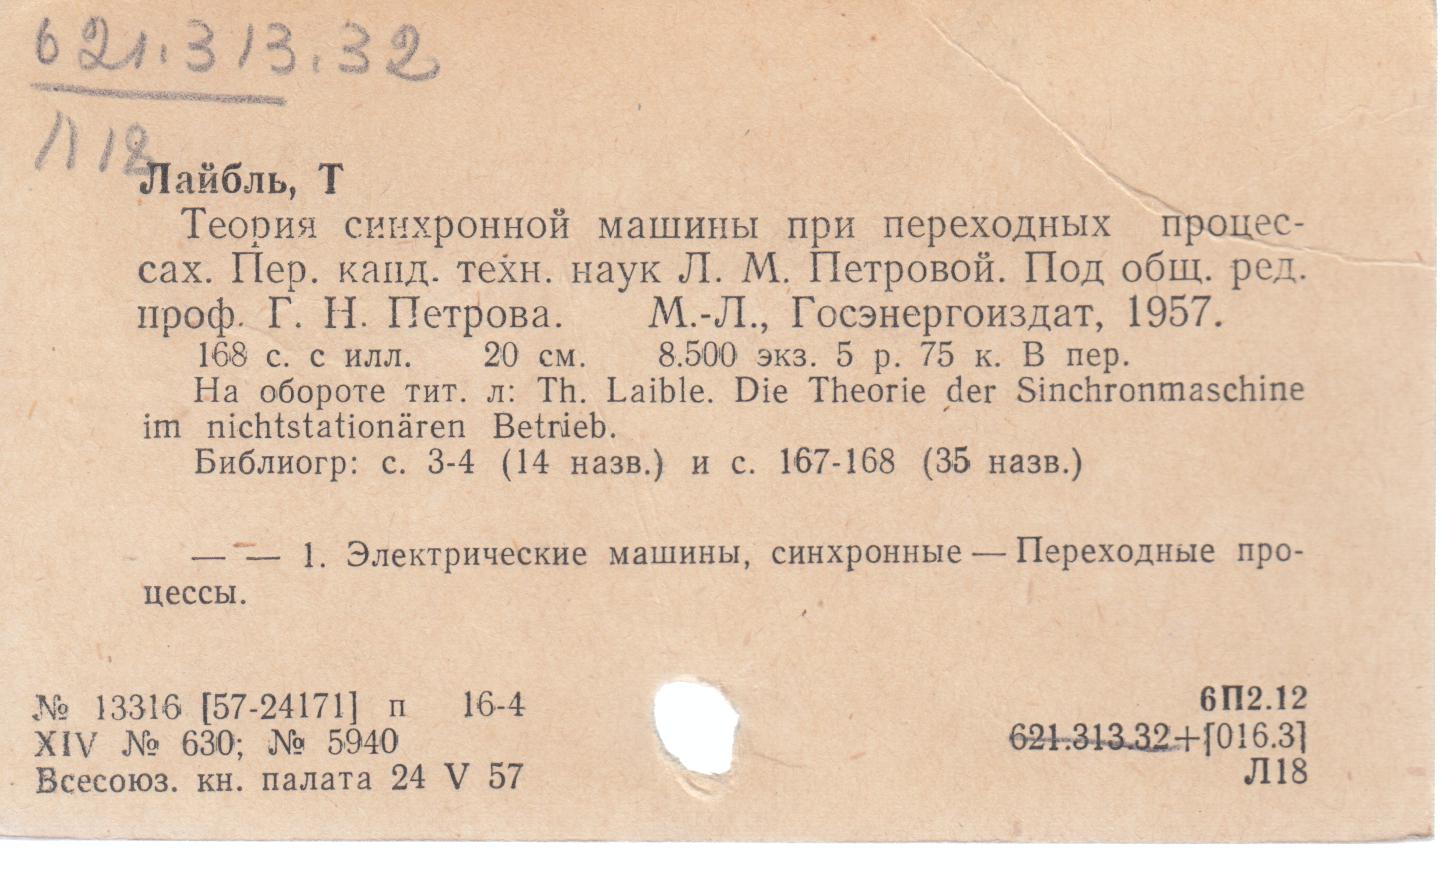 621.313.32
Л18
Лайбль, Т
Теория синхронной машины при переходных процес-
сах. Пер. канд. техн. наук Л. М. Петровой. Под общ. ред.
проф. Г. Н. Петрова. М.-Л., Госэнергоиздат, 1957.
168 с. с илл. 20 см. 8.500 экз. 5 р. 75 к. В пер.
На обороте тит. л: Th. Laible. Die Theorie der Sinchronmaschine
im nichtstationären Betrieb.
Библиогр: с. 3-4 (14 назв.) и с. 167-168 (35 назв.)
— — 1. Электрические машины, синхронные — Переходные про-
цессы.
№ 13316 [57-24171] п 16-4
XIV № 630; № 5940
Всесоюз. кн. палата 24 V 57
6П2.12
621.313.32+[016.3]
Л18